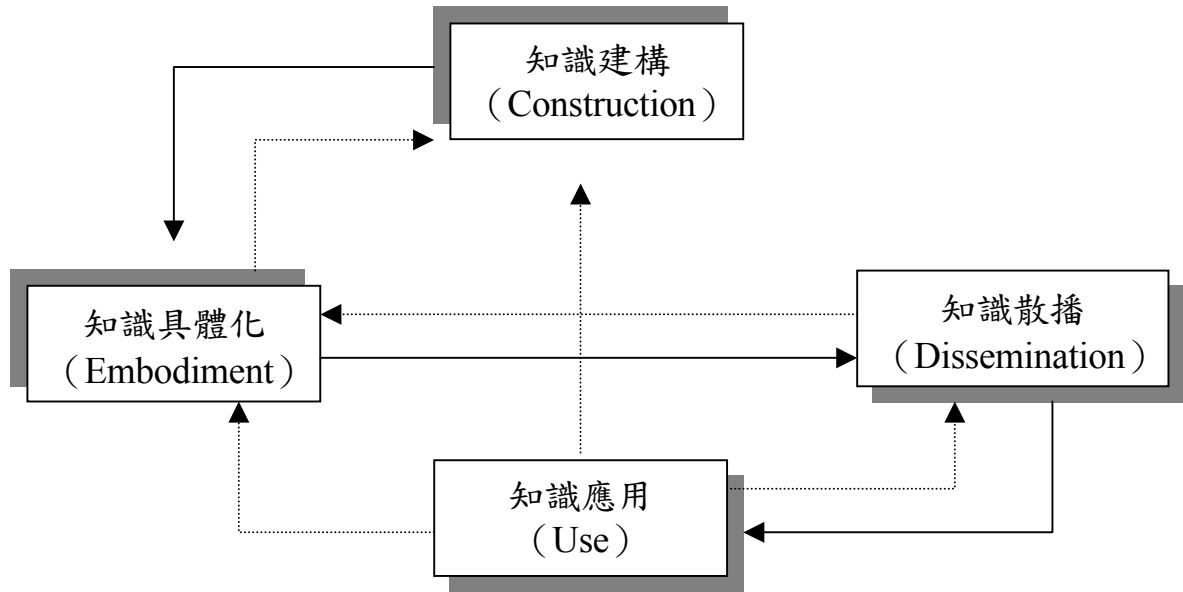 知識建構
（Construction）
知識具體化
（Embodiment）
知識散播
（Dissemination）
知識應用
（Use）